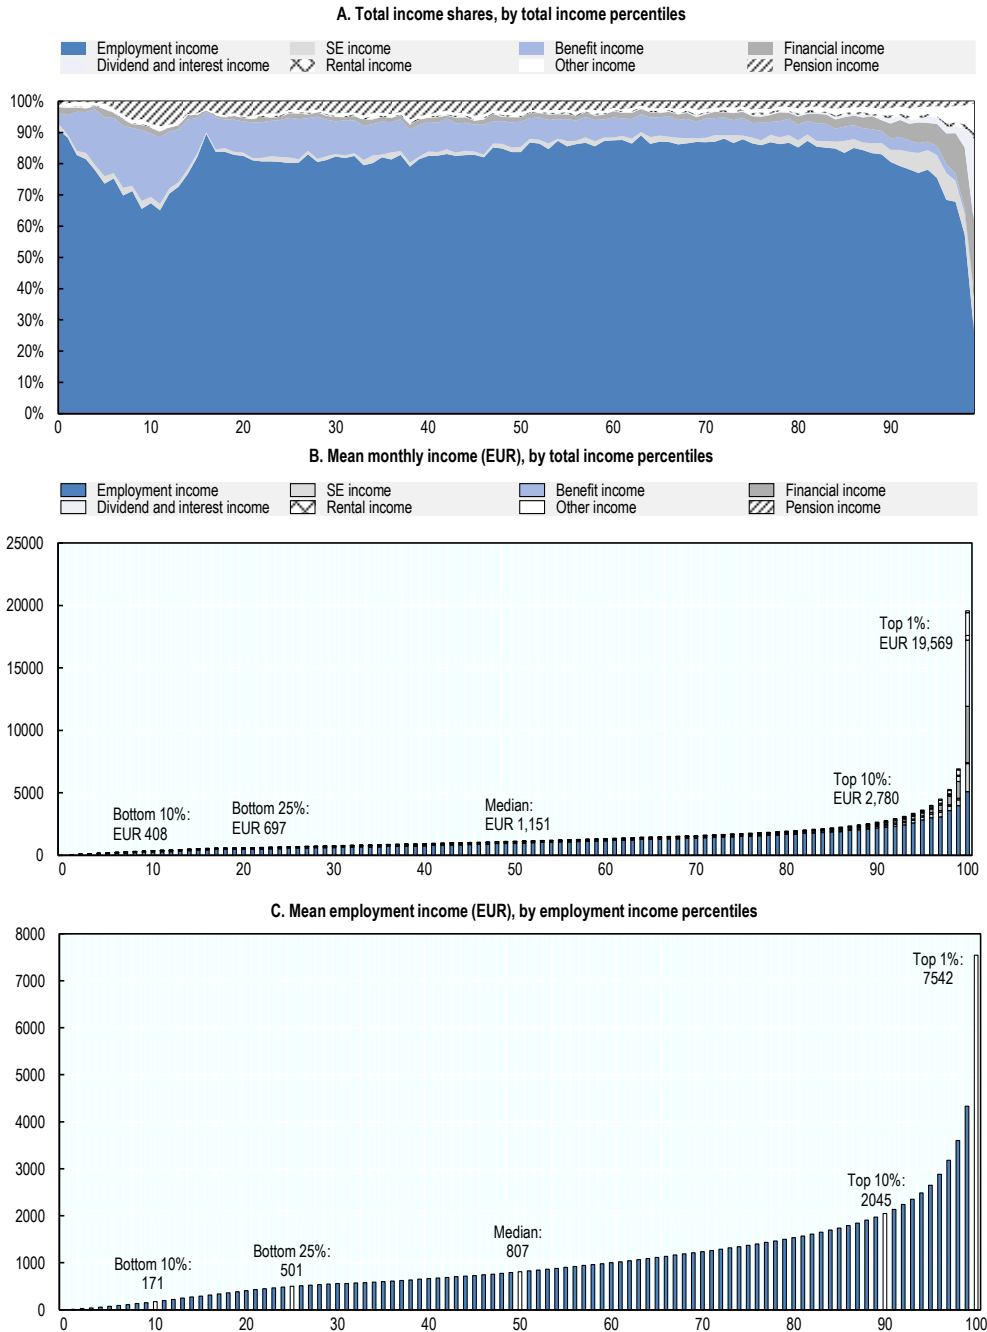 A. Total income shares, by total income percentiles
Employment income SE income Benefit income Financial income
Dividend and interest income Rental income Other income Pension income
100%
90%
80%
70%
60%
50%
40%
30%
20%
10%
0%
0 10 20 30 40 50 60 70 80 90
B. Mean monthly income (EUR), by total income percentiles
Employment income SE income Benefit income Financial income
Dividend and interest income Rental income Other income Pension income
25000
20000
15000
10000
5000
0
Top 1%:
EUR 19,569
Top 10%:
EUR 2,780
Median:
EUR 1,151
Bottom 25%:
EUR 697
Bottom 10%:
EUR 408
0 10 20 30 40 50 60 70 80 90 100
C. Mean employment income (EUR), by employment income percentiles
8000
7000
6000
5000
4000
3000
2000
1000
0
Top 1%:
7542
Top 10%:
2045
Median:
807
Bottom 25%:
501
Bottom 10%:
171
0 10 20 30 40 50 60 70 80 90 100